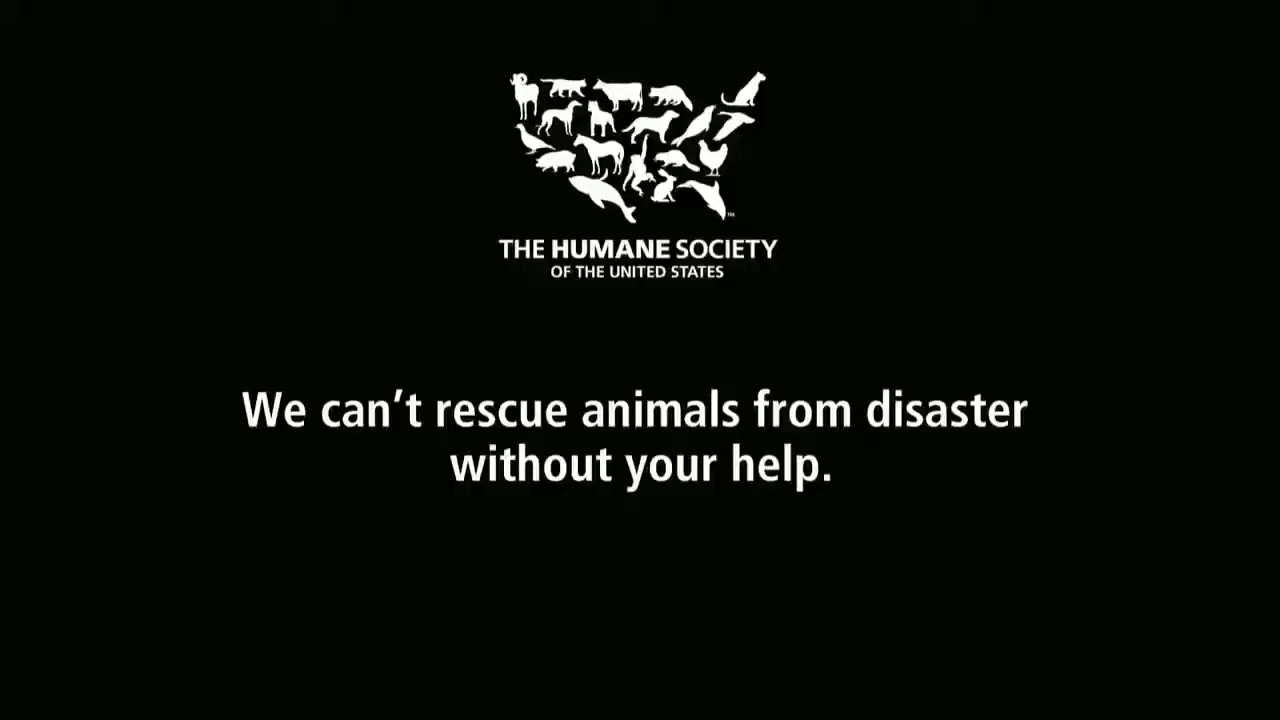 THE HUMANE SOCIETY
OF THE UNITED STATES
We can't rescue animals from disaster
without your help.